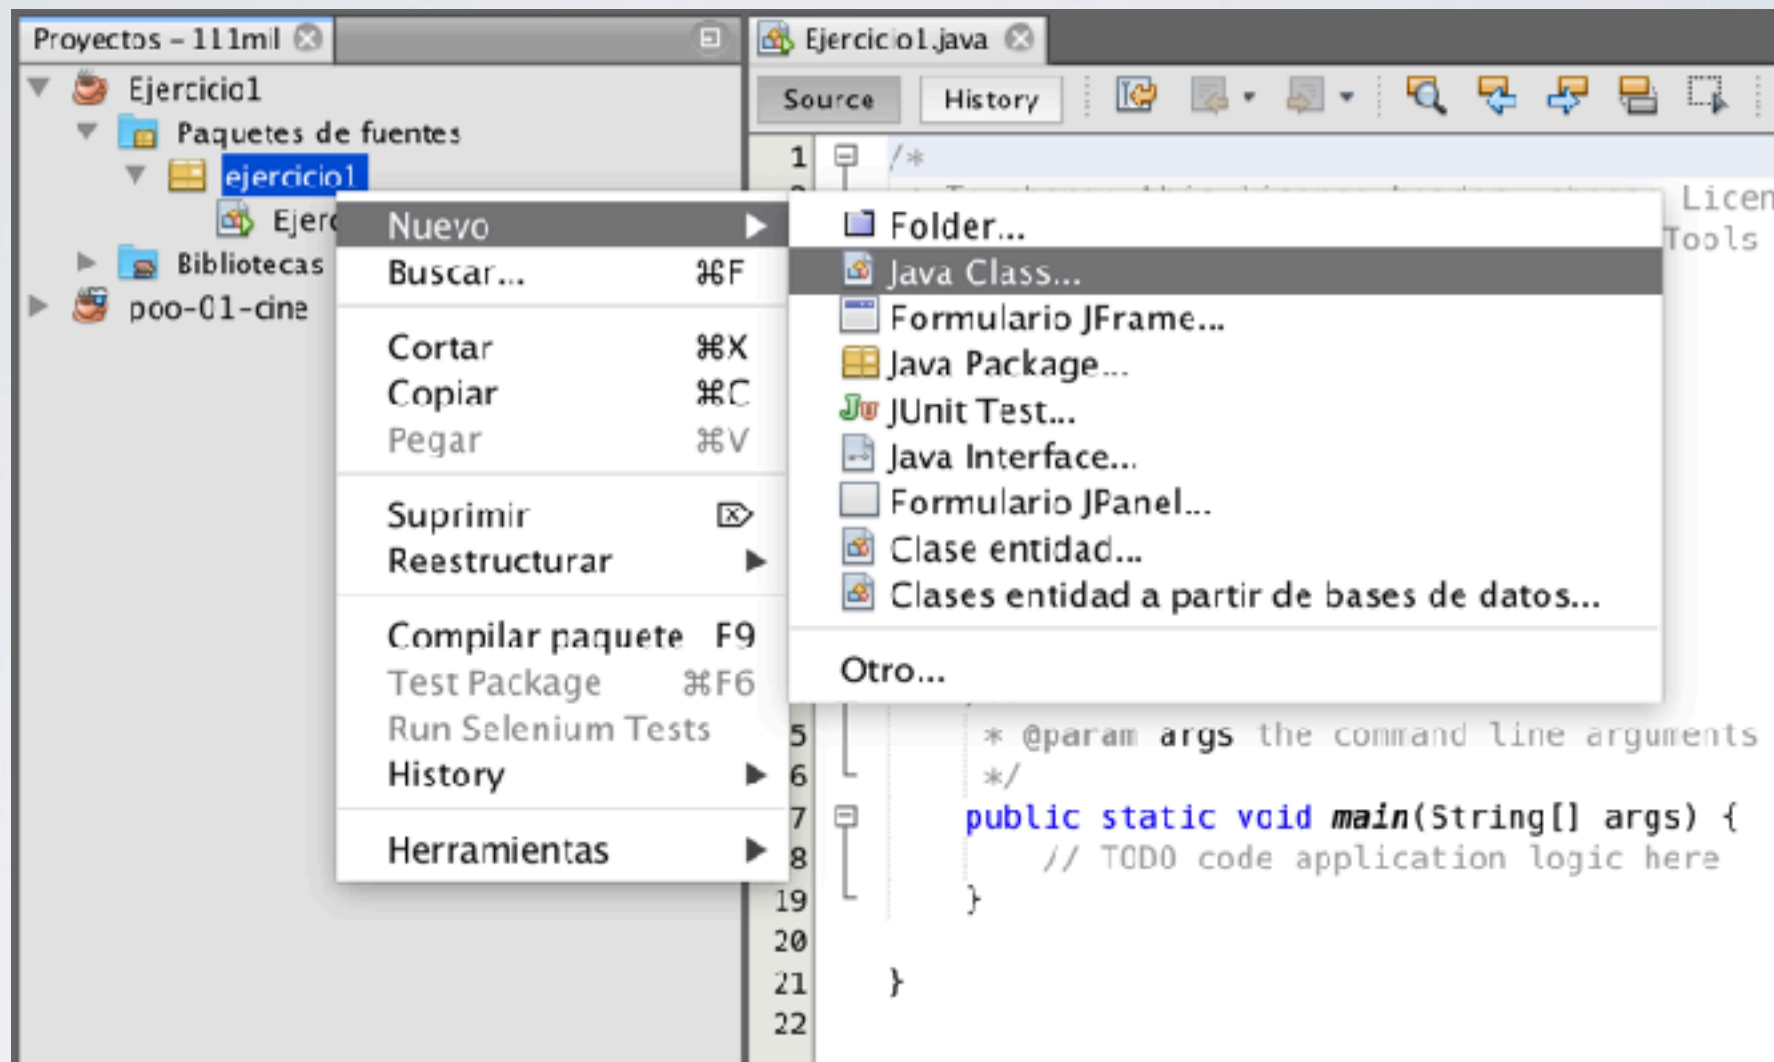 Proyectos – 111mil
Ejercicio1
Paquetes de fuentes
ejercicio1
Ejerc
Bibliotecas
poo-01-cine
Nuevo
Buscar... ⌘F
Cortar ⌘X
Copiar ⌘C
Pegar ⌘V
Suprimir ⌦
Reestructurar
Compilar paquete F9
Test Package ⌘F6
Run Selenium Tests
History
Herramientas
Folder...
Java Class...
Formulario JFrame...
Java Package...
JUnit Test...
Java Interface...
Formulario JPanel...
Clase entidad...
Clases entidad a partir de bases de datos...
Otro...
Ejercicio1.java
Source History
1 /*
Licen
Tools
5 * @param args the command line arguments
6 */
7 public static void main(String[] args) {
8 // TODO code application logic here
19 }
20
21 }
22